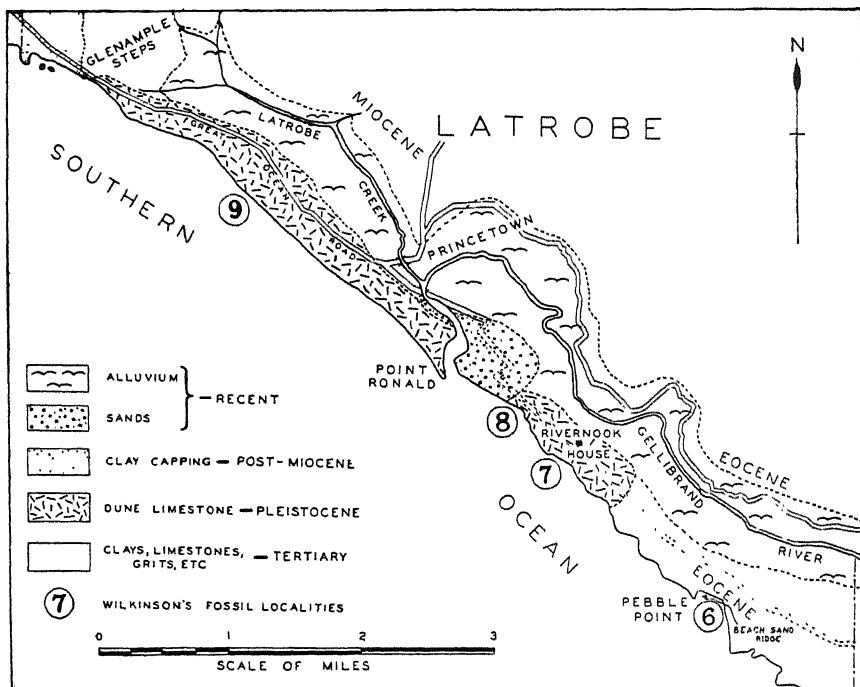 GLENAMPLE
STEPS
N
MIOCENE
LATROBE
LATROBE
CREEK
GREAT
OCEAN
ROAD
SOUTHERN
9
PRINCETOWN
POINT
RONALD
8
RIVERNOOK
HOUSE
7
GELLIBRAND
RIVER
EOCENE
OCEAN
EOCENE
PEBBLE
POINT
6
BEACH SAND
RIDGE
ALLUVIUM
SANDS
— RECENT
CLAY CAPPING — POST-MIOCENE
DUNE LIMESTONE — PLEISTOCENE
CLAYS, LIMESTONES, — TERTIARY
GRITS, ETC
7 WILKINSON'S FOSSIL LOCALITIES
0 1 2 3
SCALE OF MILES